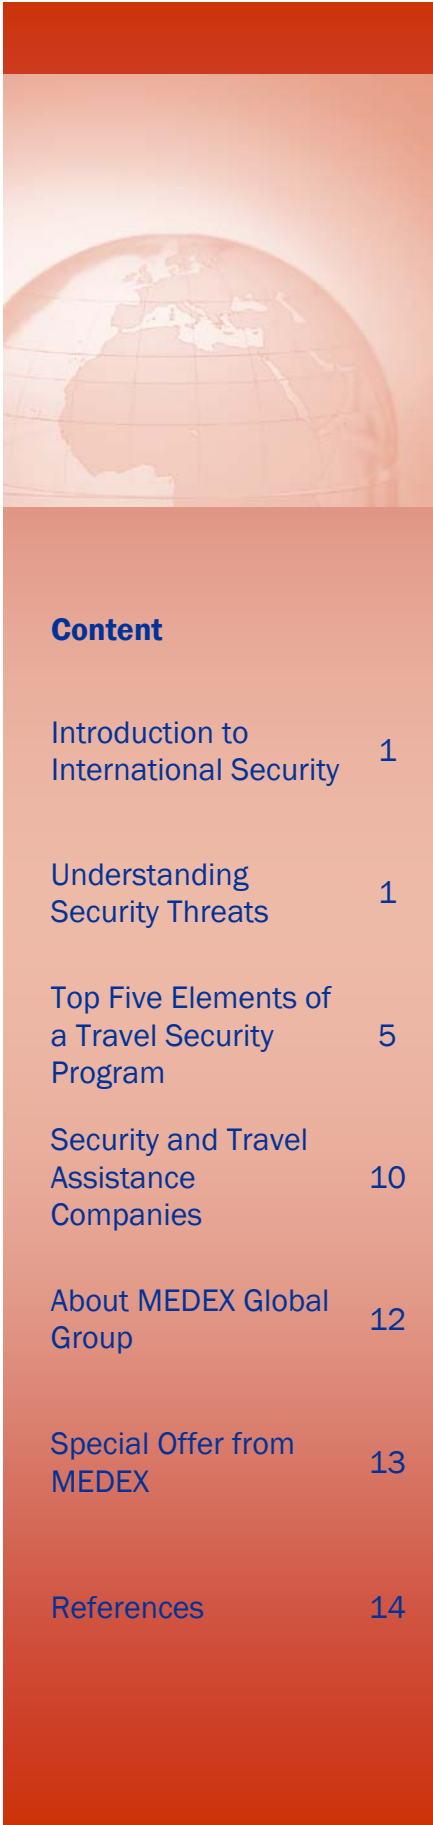 Content
Introduction to
International Security 1
Understanding
Security Threats 1
Top Five Elements of
a Travel Security 5
Program
Security and Travel
Assistance 10
Companies
About MEDEX Global
Group 12
Special Offer from
MEDEX 13
References 14